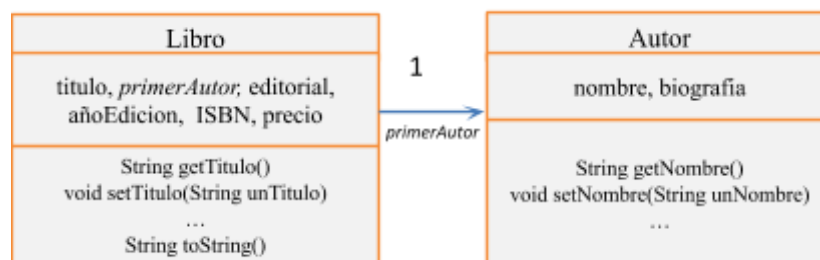 Libro
titulo, primerAutor, editorial,
añoEdicion, ISBN, precio
String getTitulo()
void setTitulo(String unTitulo)
...
String toString()
1
primerAutor
Autor
nombre, biografia
String getNombre()
void setNombre(String unNombre)
...